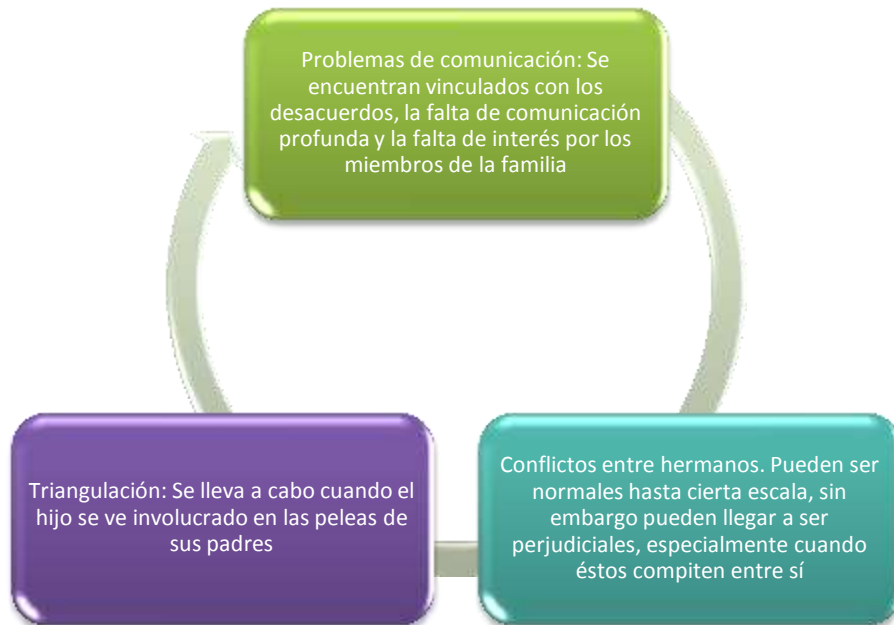 Problemas de comunicación: Se
encuentran vinculados con los
desacuerdos, la falta de comunicación
profunda y la falta de interés por los
miembros de la familia
Triangulación: Se lleva a cabo cuando el
hijo se ve involucrado en las peleas de
sus padres
Conflictos entre hermanos. Pueden ser
normales hasta cierta escala, sin
embargo pueden llegar a ser
perjudiciales, especialmente cuando
éstos compiten entre sí